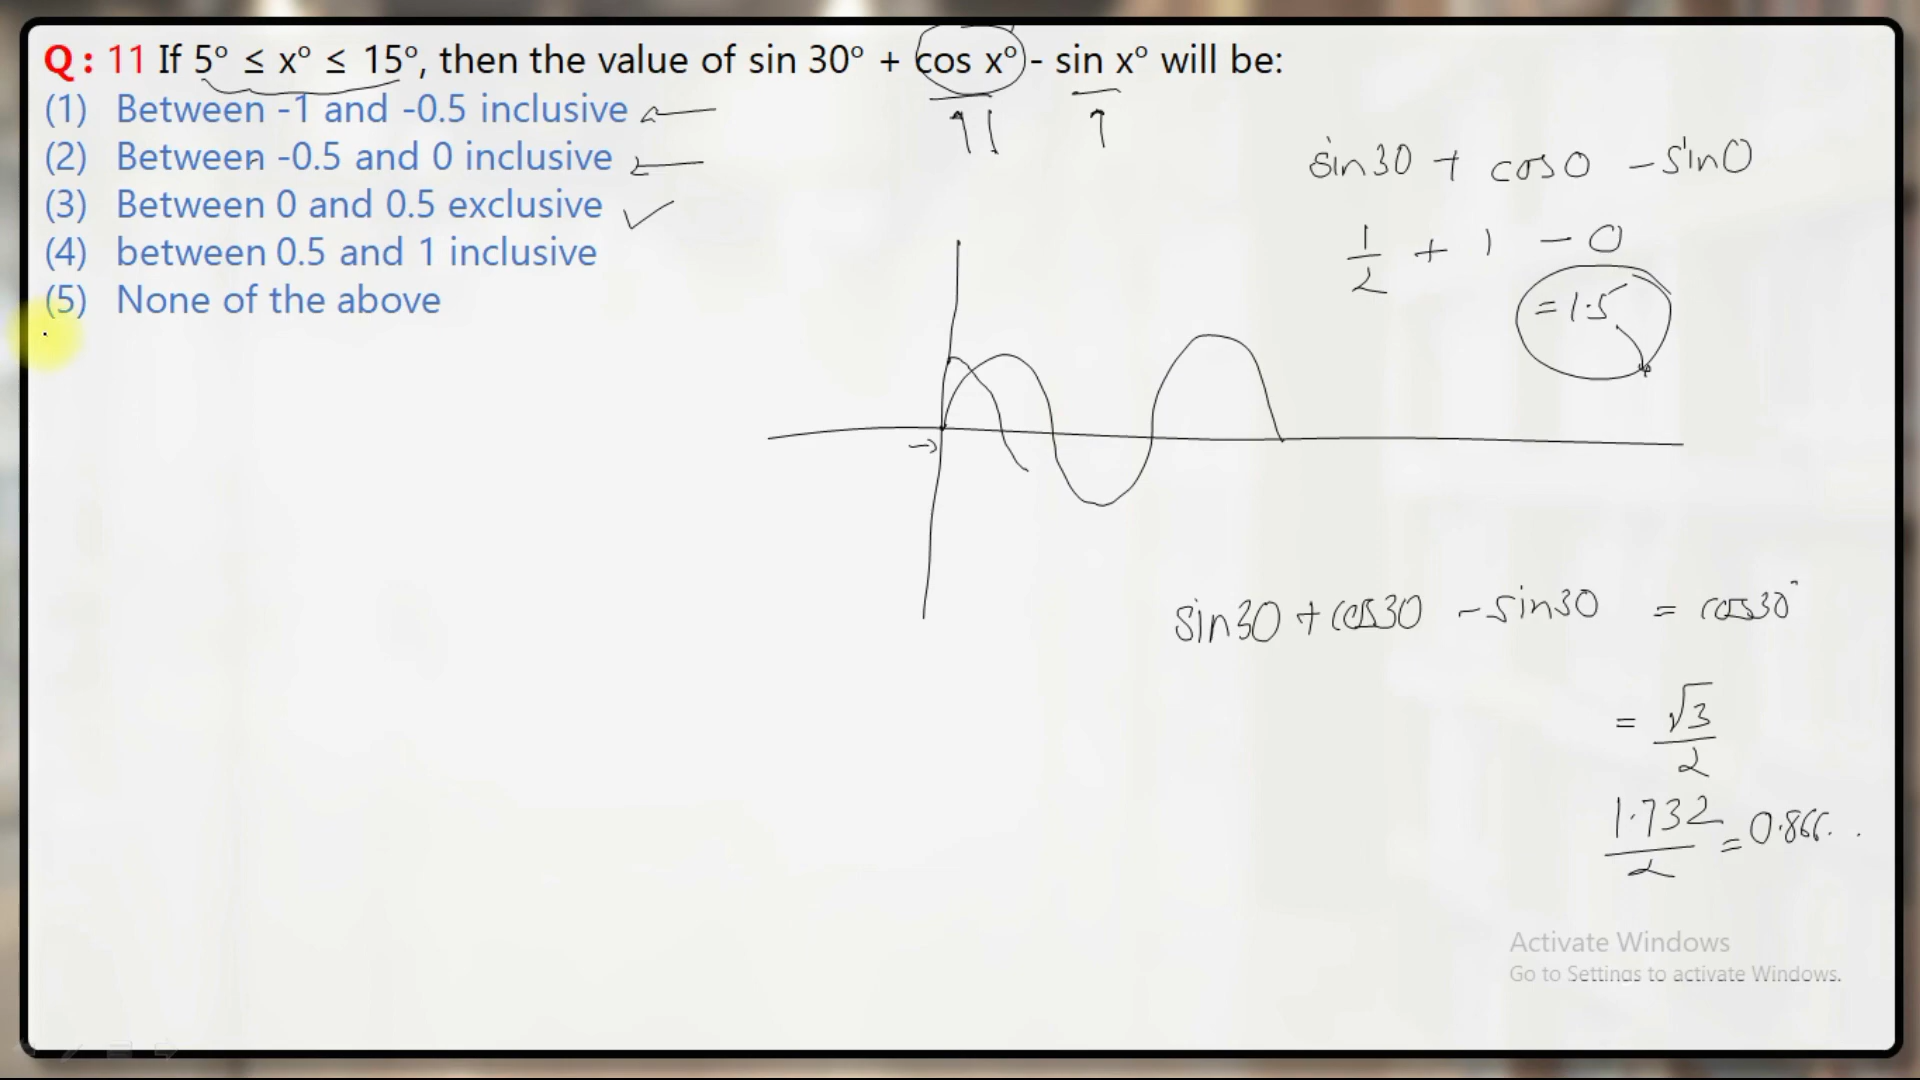 Q : 11 If 5° ≤ x° ≤ 15°, then the value of sin 30° + cos x° - sin x° will be:
(1) Between -1 and -0.5 inclusive
(2) Between -0.5 and 0 inclusive
(3) Between 0 and 0.5 exclusive
(4) between 0.5 and 1 inclusive
(5) None of the above
sin30 + cos0 - sin0
1/2 + 1 - 0
= 1.5
sin30 + cos30 - sin30 = cos30°
= √3/2
1.732/2 = 0.866..
Activate Windows
Go to Settings to activate Windows.